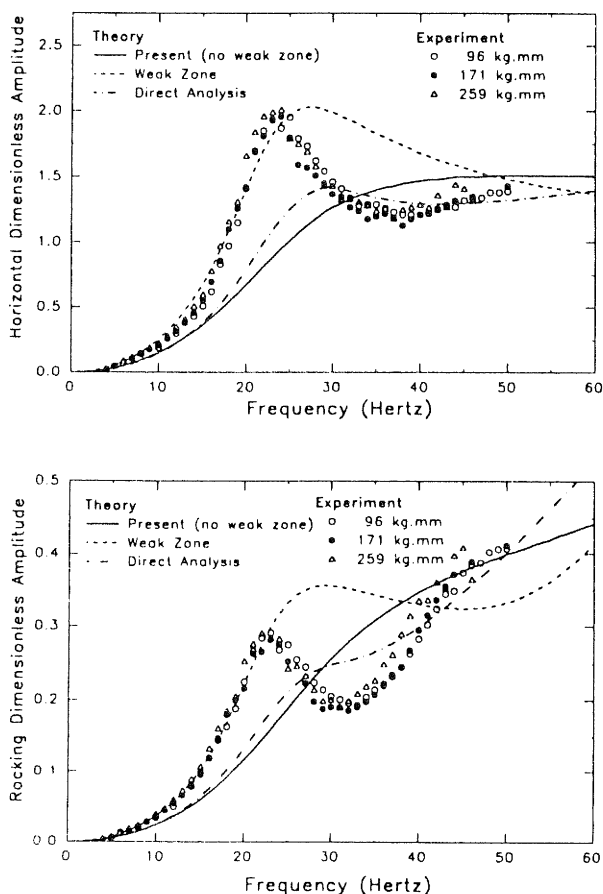 Horizontal Dimensionless Amplitude
2.5
2.0
1.5
1.0
0.5
0.0
Theory
Present (no weak zone)
Weak Zone
Direct Analysis
Experiment
96 kg.mm
171 kg.mm
259 kg.mm
0 10 20 30 40 50 60
Frequency (Hertz)
Rocking Dimensionless Amplitude
0.5
0.4
0.3
0.2
0.1
0.0
Theory
Present (no weak zone)
Weak Zone
Direct Analysis
Experiment
96 kg.mm
171 kg.mm
259 kg.mm
0 10 20 30 40 50 60
Frequency (Hertz)